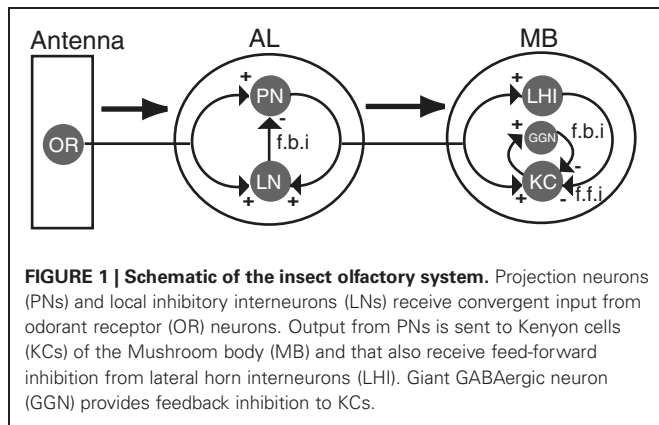 Antenna
AL
MB
OR
+
PN
-
f.b.i
LN
+
+
+
LHI
+
GGN
f.b.i
-
KC
+
-
f.f.i
FIGURE 1 | Schematic of the insect olfactory system. Projection neurons
(PNs) and local inhibitory interneurons (LNs) receive convergent input from
odorant receptor (OR) neurons. Output from PNs is sent to Kenyon cells
(KCs) of the Mushroom body (MB) and that also receive feed-forward
inhibition from lateral horn interneurons (LHI). Giant GABAergic neuron
(GGN) provides feedback inhibition to KCs.